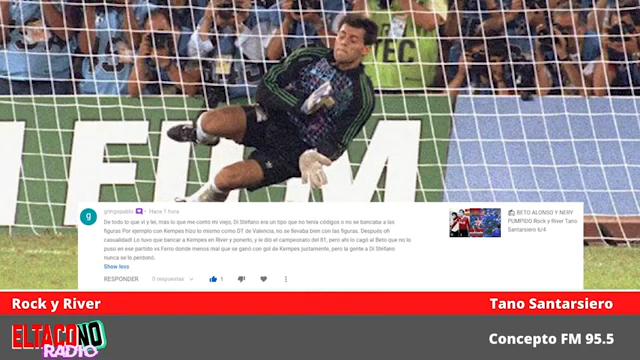 TEC
FM
gringopablo Hace 1 hora
g
De todo lo que vi y leí, mas lo que me contó mi viejo, Di Stéfano era un tipo que no tenía códigos o no se bancaba a las
figuras Por ejemplo con Kempes hizo lo mismo como DT de Valencia, no se llevaba bien con las figuras. Después oh
casualidad! Lo tuvo que bancar a Kempes en River y ponerlo, y le dió el campeonato del 81, pero ahí lo cagó al Beto que no lo
puso en ese partido vs Ferro donde menos mal que se ganó con gol de Kempes justamente, pero la gente a Di Stéfano
nunca se lo perdonó.
Show less
RESPONDER 0 respuestas 1
BETO ALONSO Y NERY
PUMPIDO Rock y River Tano
Santarsiero 6/4
Rock y River
Tano Santarsiero
ELTACONO
RADIO
Concepto FM 95.5